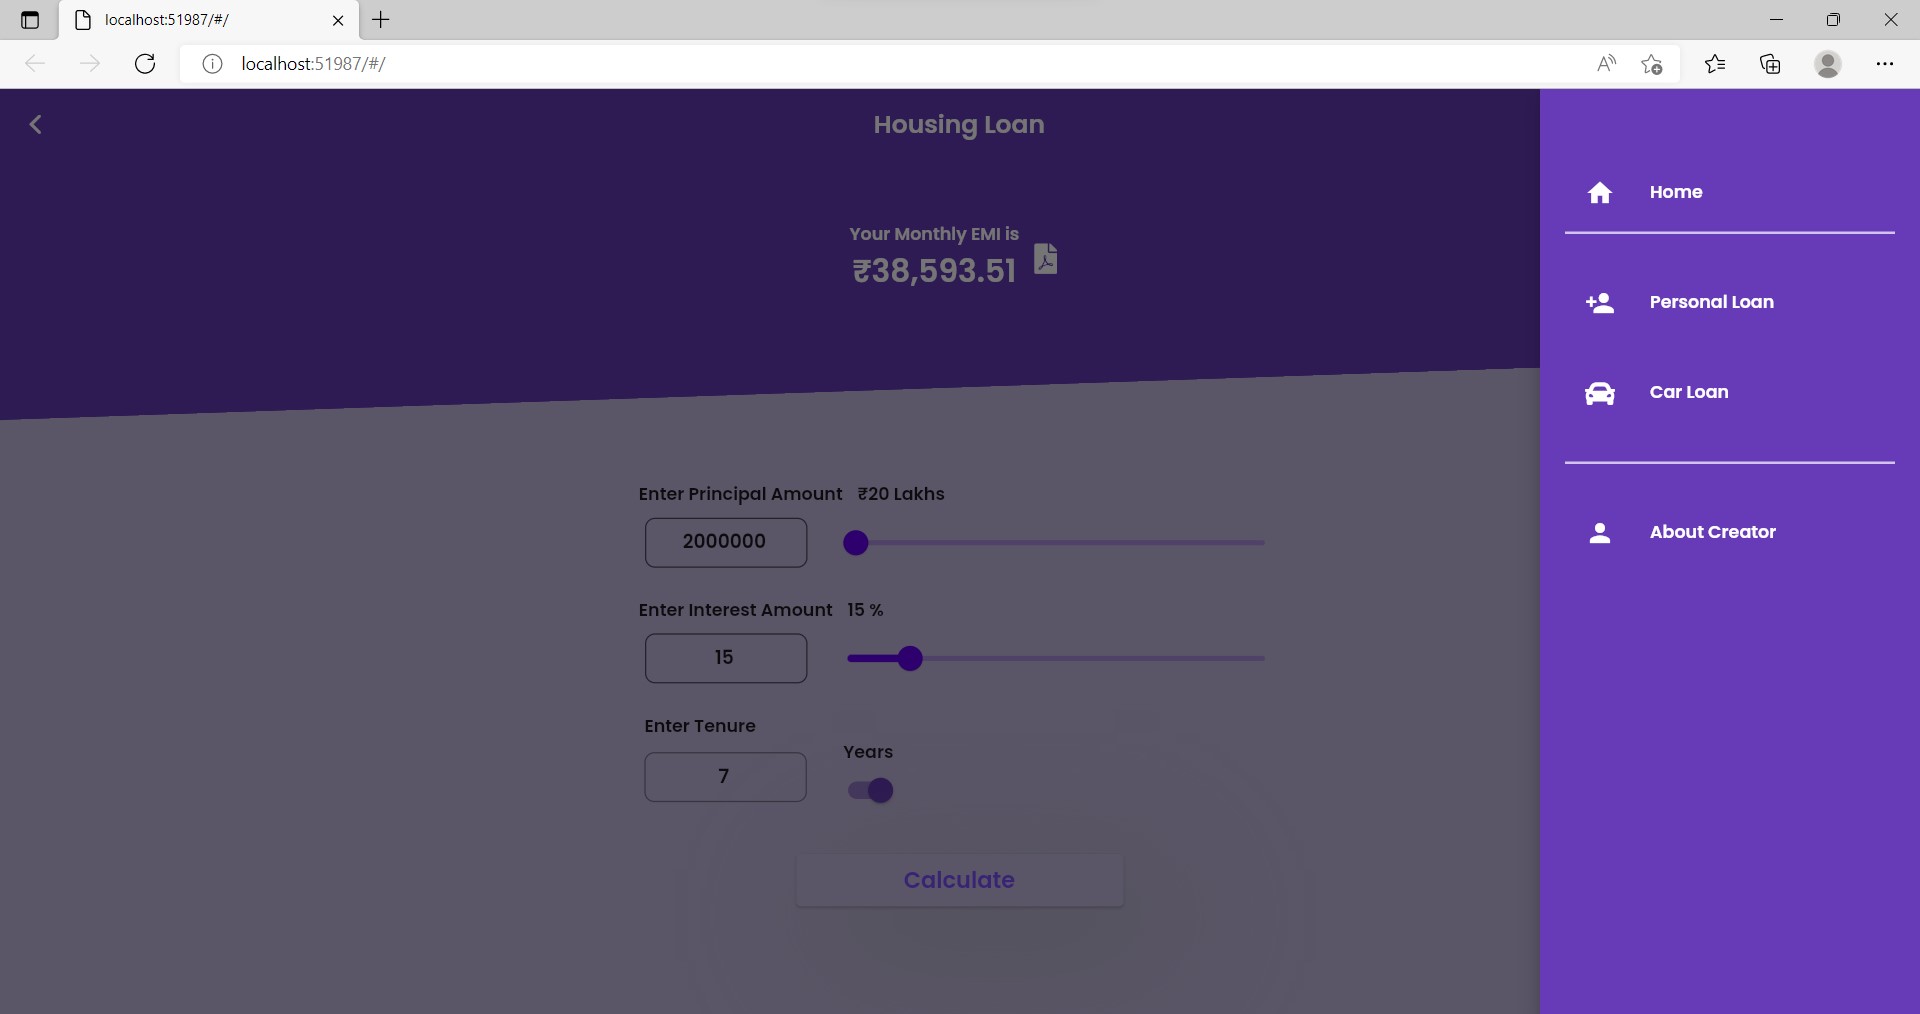 localhost:51987/#/
localhost:51987/#/
Housing Loan
Your Monthly EMI is
₹38,593.51
Enter Principal Amount ₹20 Lakhs
2000000
Enter Interest Amount 15 %
15
Enter Tenure
Years
7
Calculate
Home
Personal Loan
Car Loan
About Creator